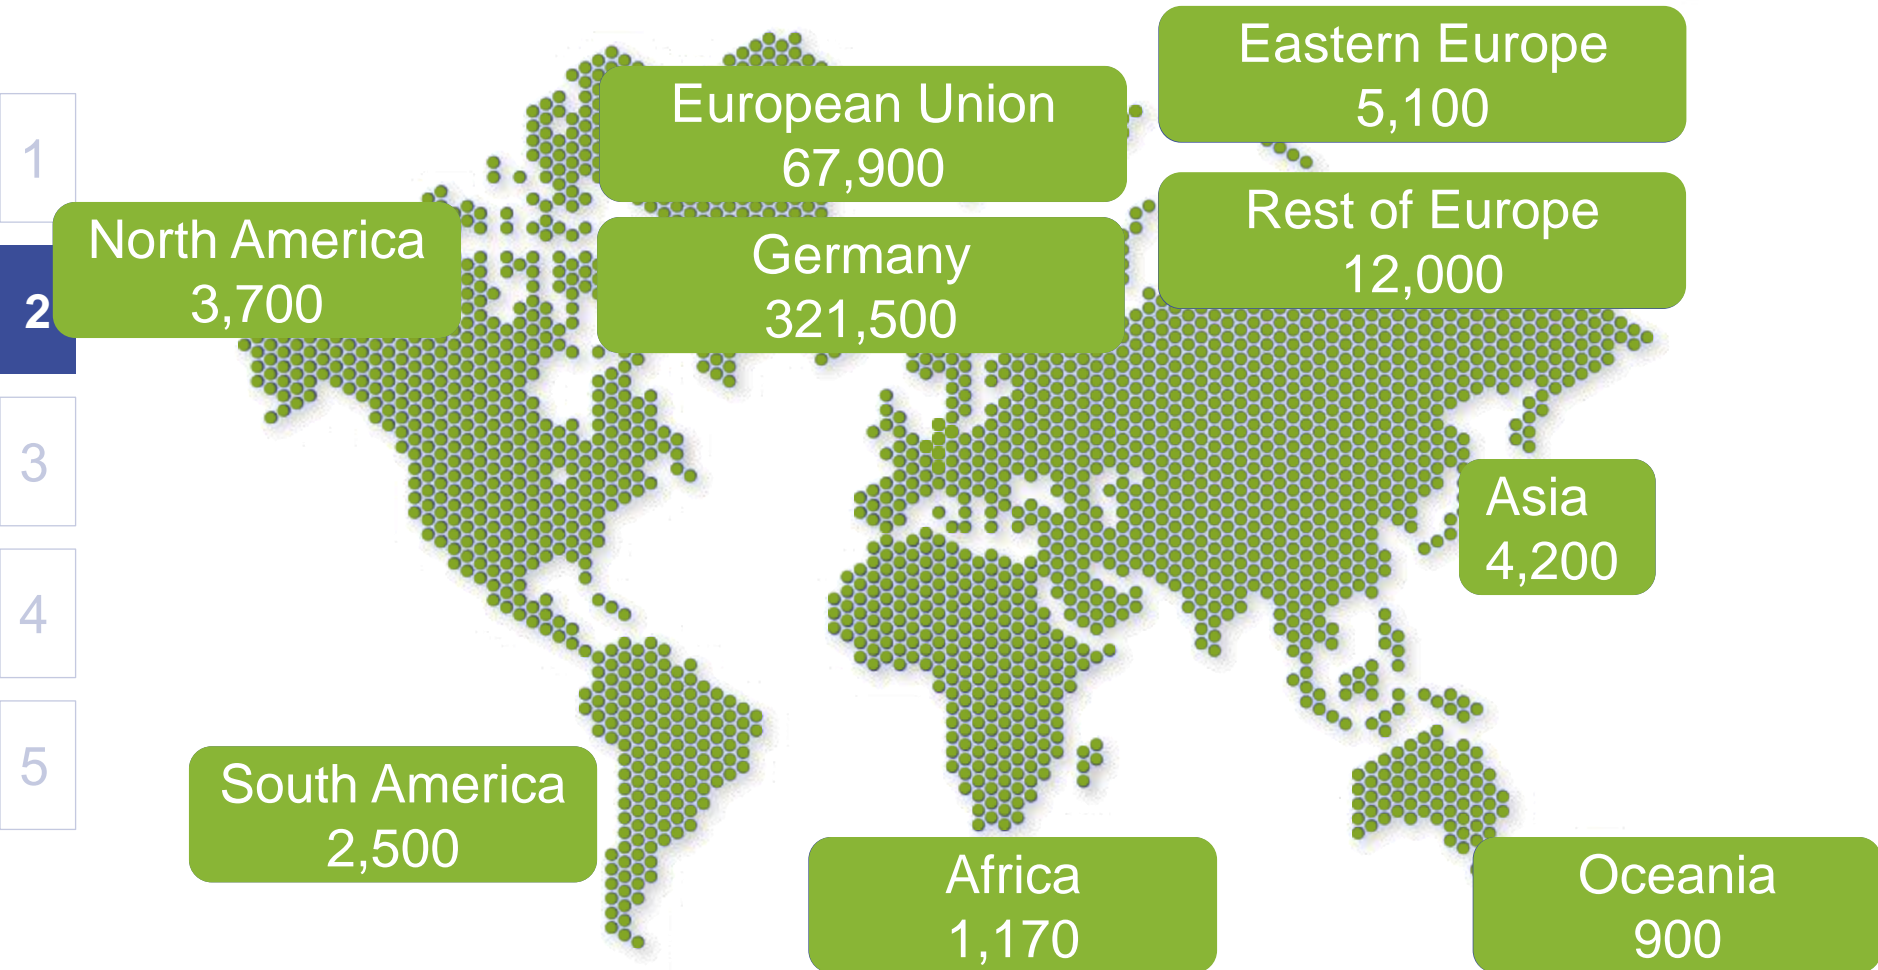 1
2
3
4
5
European Union
67,900
Eastern Europe
5,100
North America
3,700
Germany
321,500
Rest of Europe
12,000
Asia
4,200
South America
2,500
Africa
1,170
Oceania
900